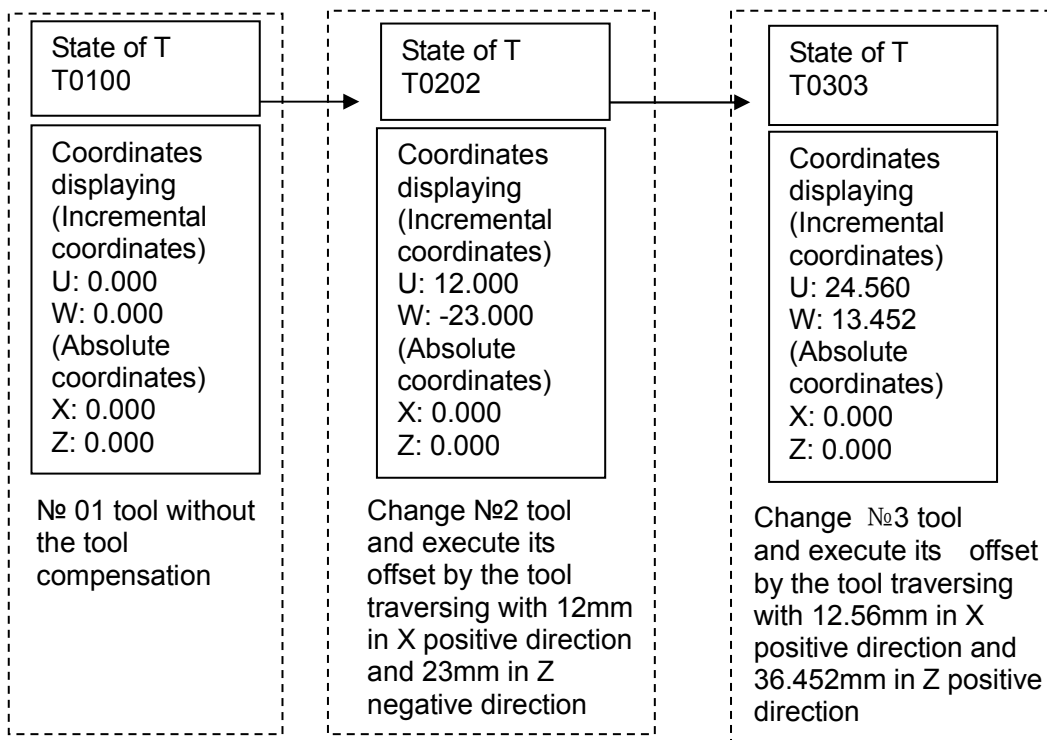 State of T
T0100
Coordinates
displaying
(Incremental
coordinates)
U: 0.000
W: 0.000
(Absolute
coordinates)
X: 0.000
Z: 0.000
№ 01 tool without
the tool
compensation
State of T
T0202
Coordinates
displaying
(Incremental
coordinates)
U: 12.000
W: -23.000
(Absolute
coordinates)
X: 0.000
Z: 0.000
Change №2 tool
and execute its
offset by the tool
traversing with 12mm
in X positive direction
and 23mm in Z
negative direction
State of T
T0303
Coordinates
displaying
(Incremental
coordinates)
U: 24.560
W: 13.452
(Absolute
coordinates)
X: 0.000
Z: 0.000
Change №3 tool
and execute its offset
by the tool traversing
with 12.56mm in X
positive direction and
36.452mm in Z positive
direction